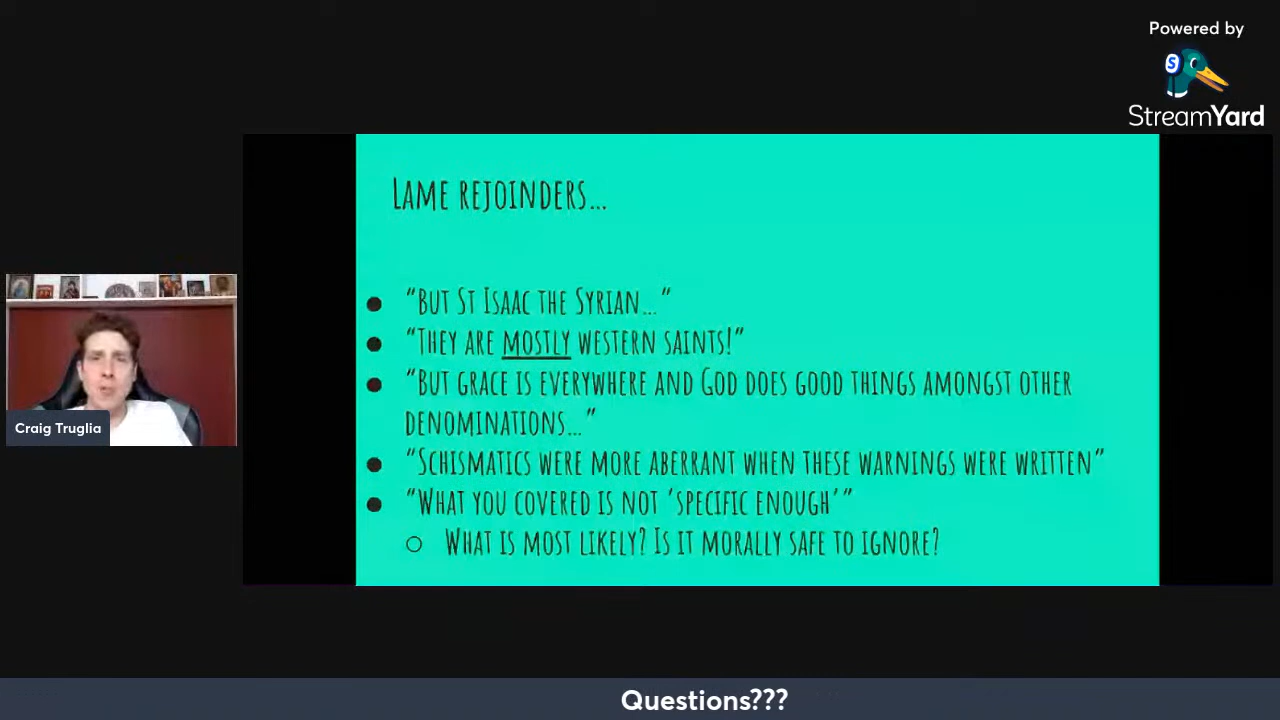 Powered by
S
StreamYard
LAME REJOINDERS...
● "BUT ST ISAAC THE SYRIAN..."
● "THEY ARE MOSTLY WESTERN SAINTS!"
● "BUT GRACE IS EVERYWHERE AND GOD DOES GOOD THINGS AMONGST OTHER
DENOMINATIONS..."
● "SCHISMATICS WERE MORE ABERRANT WHEN THESE WARNINGS WERE WRITTEN"
● "WHAT YOU COVERED IS NOT 'SPECIFIC ENOUGH'"
○ WHAT IS MOST LIKELY? IS IT MORALLY SAFE TO IGNORE?
Craig Truglia
Questions???